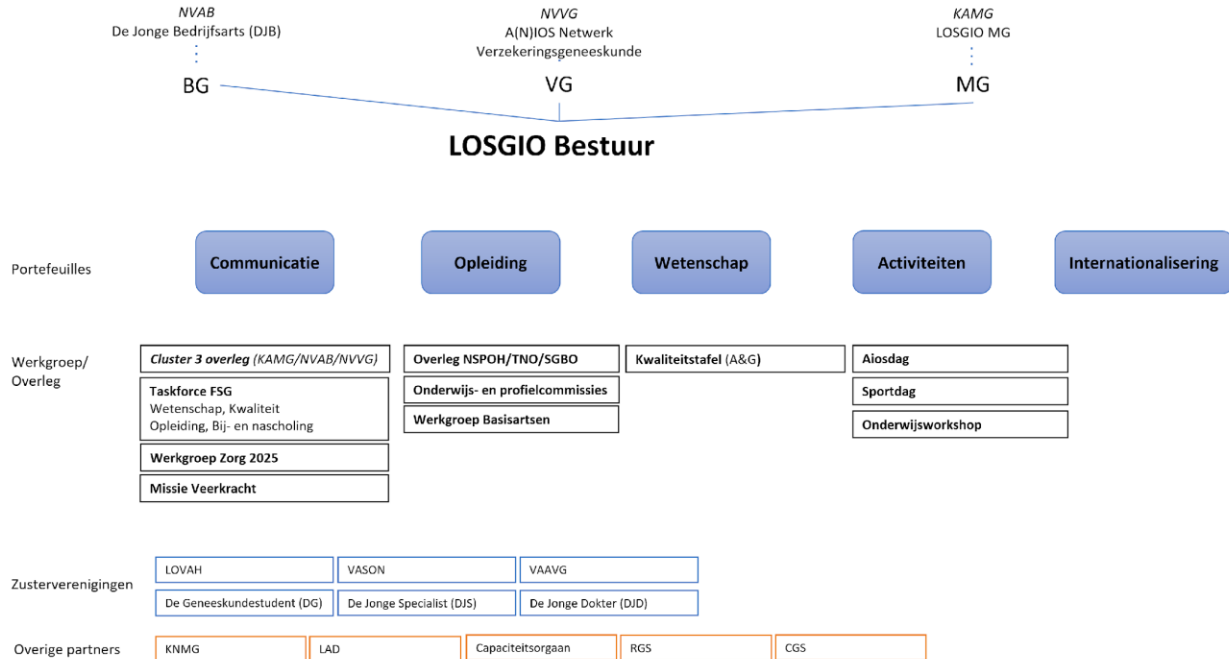 NVAB
De Jonge Bedrijfsarts (DJB)
BG
NVVG
A(N)IOS Netwerk
Verzekeringsgeneeskunde
VG
KAMG
LOSGIO MG
MG
LOSGIO Bestuur
Portefeuilles
Communicatie
Opleiding
Wetenschap
Activiteiten
Internationalisering
Werkgroep/
Overleg
Cluster 3 overleg (KAMG/NVAB/NVVG)
Taskforce FSG
Wetenschap, Kwaliteit
Opleiding, Bij- en nascholing
Werkgroep Zorg 2025
Missie Veerkracht
Overleg NSPOH/TNO/SGBO
Onderwijs- en profielcommissies
Werkgroep Basisartsen
Kwaliteitstafel (A&G)
Aiosdag
Sportdag
Onderwijsworkshop
Zusterverenigingen
LOVAH
VASON
VAAVG
De Geneeskundestudent (DG)
De Jonge Specialist (DJS)
De Jonge Dokter (DJD)
Overige partners
KNMG
LAD
Capaciteitsorgaan
RGS
CGS